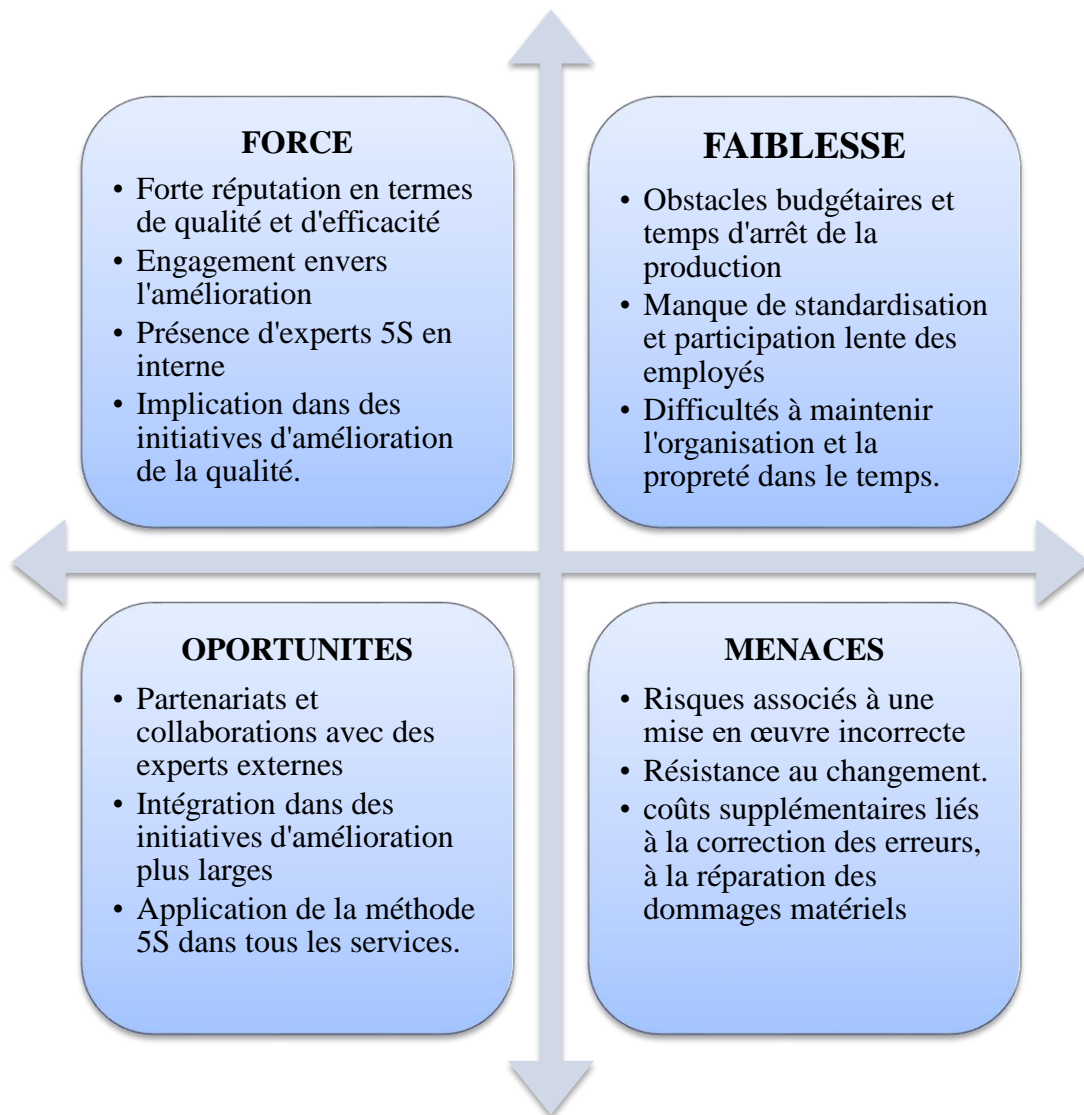 FORCE
• Forte réputation en termes
de qualité et d'efficacité
• Engagement envers
l'amélioration
• Présence d'experts 5S en
interne
• Implication dans des
initiatives d'amélioration
de la qualité.
FAIBLESSE
• Obstacles budgétaires et
temps d'arrêt de la
production
• Manque de standardisation
et participation lente des
employés
• Difficultés à maintenir
l'organisation et la
propreté dans le temps.
OPORTUNITES
• Partenariats et
collaborations avec des
experts externes
• Intégration dans des
initiatives d'amélioration
plus larges
• Application de la méthode
5S dans tous les services.
MENACES
• Risques associés à une
mise en œuvre incorrecte
• Résistance au changement.
• coûts supplémentaires liés
à la correction des erreurs,
à la réparation des
dommages matériels